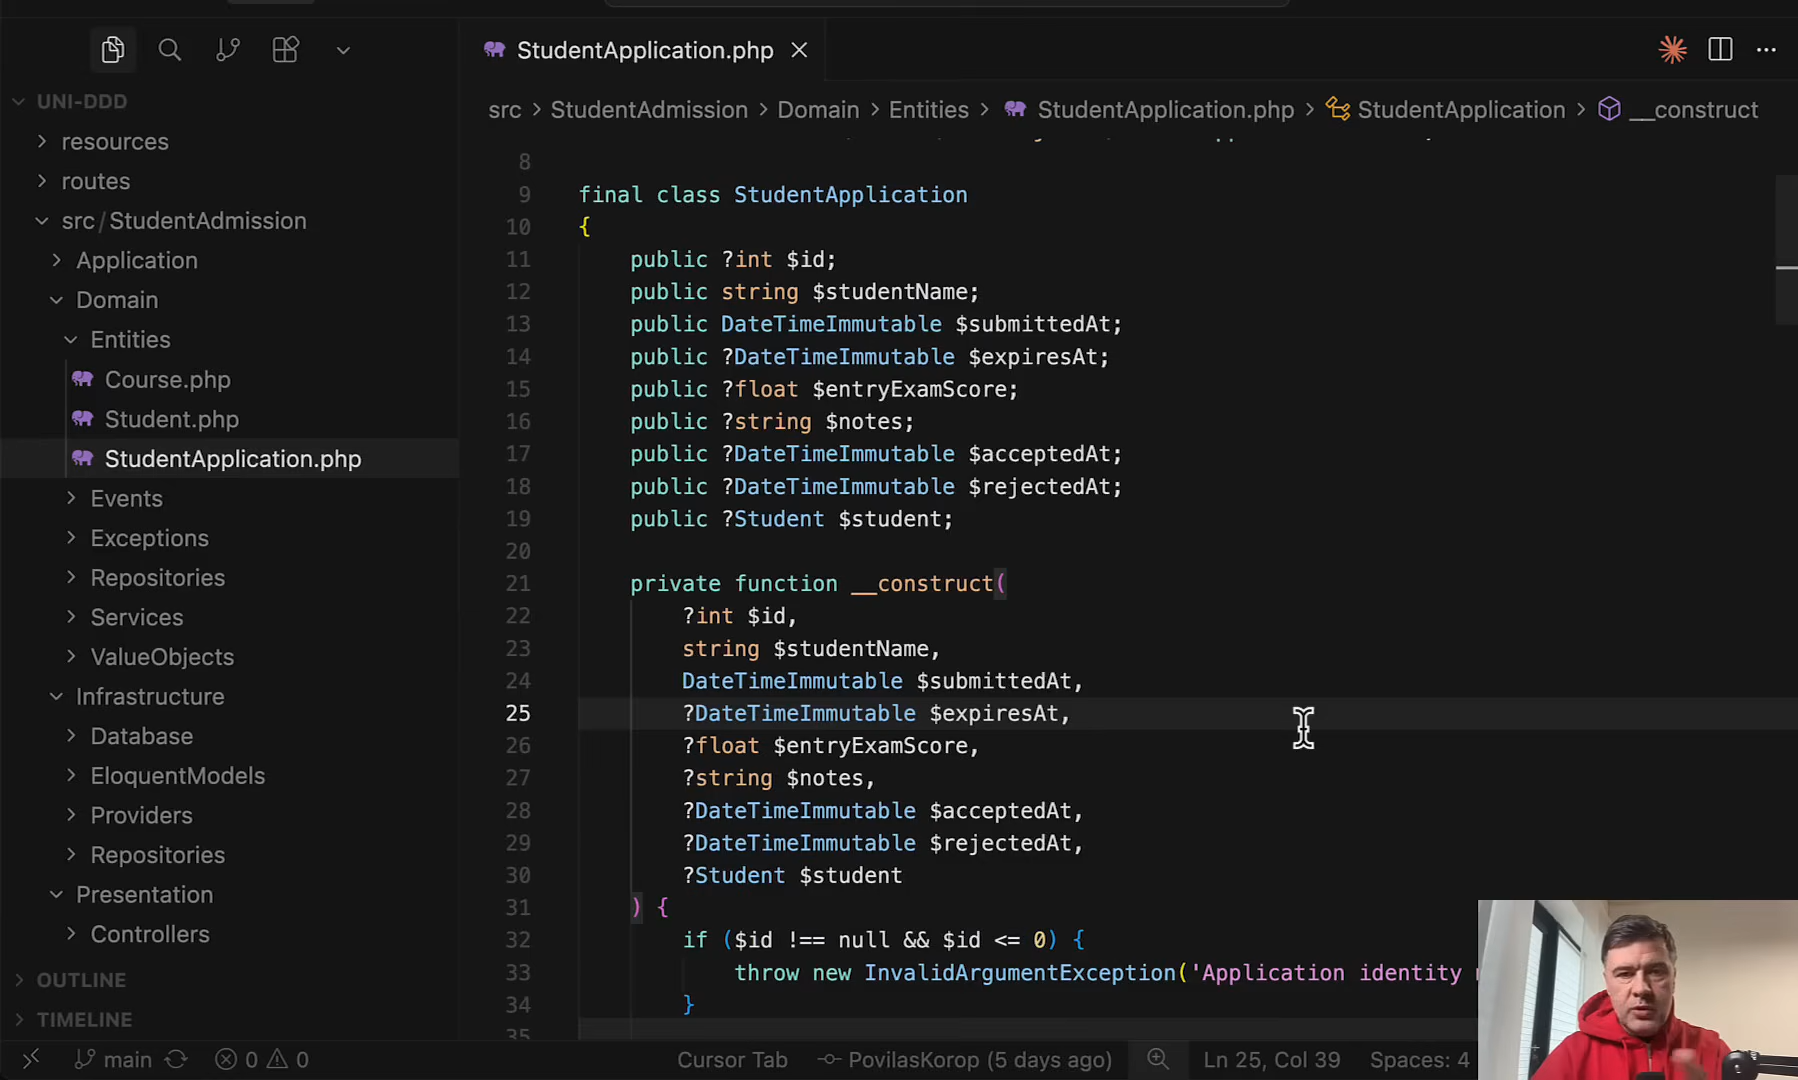 StudentApplication.php
src > StudentAdmission > Domain > Entities > StudentApplication.php > StudentApplication > __construct
UNI-DDD
resources
routes
src/StudentAdmission
Application
Domain
Entities
Course.php
Student.php
StudentApplication.php
Events
Exceptions
Repositories
Services
ValueObjects
Infrastructure
Database
EloquentModels
Providers
Repositories
Presentation
Controllers
OUTLINE
TIMELINE
8
9 final class StudentApplication
10 {
11 public ?int $id;
12 public string $studentName;
13 public DateTimeImmutable $submittedAt;
14 public ?DateTimeImmutable $expiresAt;
15 public ?float $entryExamScore;
16 public ?string $notes;
17 public ?DateTimeImmutable $acceptedAt;
18 public ?DateTimeImmutable $rejectedAt;
19 public ?Student $student;
20
21 private function __construct(
22 ?int $id,
23 string $studentName,
24 DateTimeImmutable $submittedAt,
25 ?DateTimeImmutable $expiresAt,
26 ?float $entryExamScore,
27 ?string $notes,
28 ?DateTimeImmutable $acceptedAt,
29 ?DateTimeImmutable $rejectedAt,
30 ?Student $student
31 ) {
32 if ($id !== null && $id <= 0) {
33 throw new InvalidArgumentException('Application identity
34 }
35
main 0 0 Cursor Tab PovilasKorop (5 days ago) Ln 25, Col 39 Spaces: 4